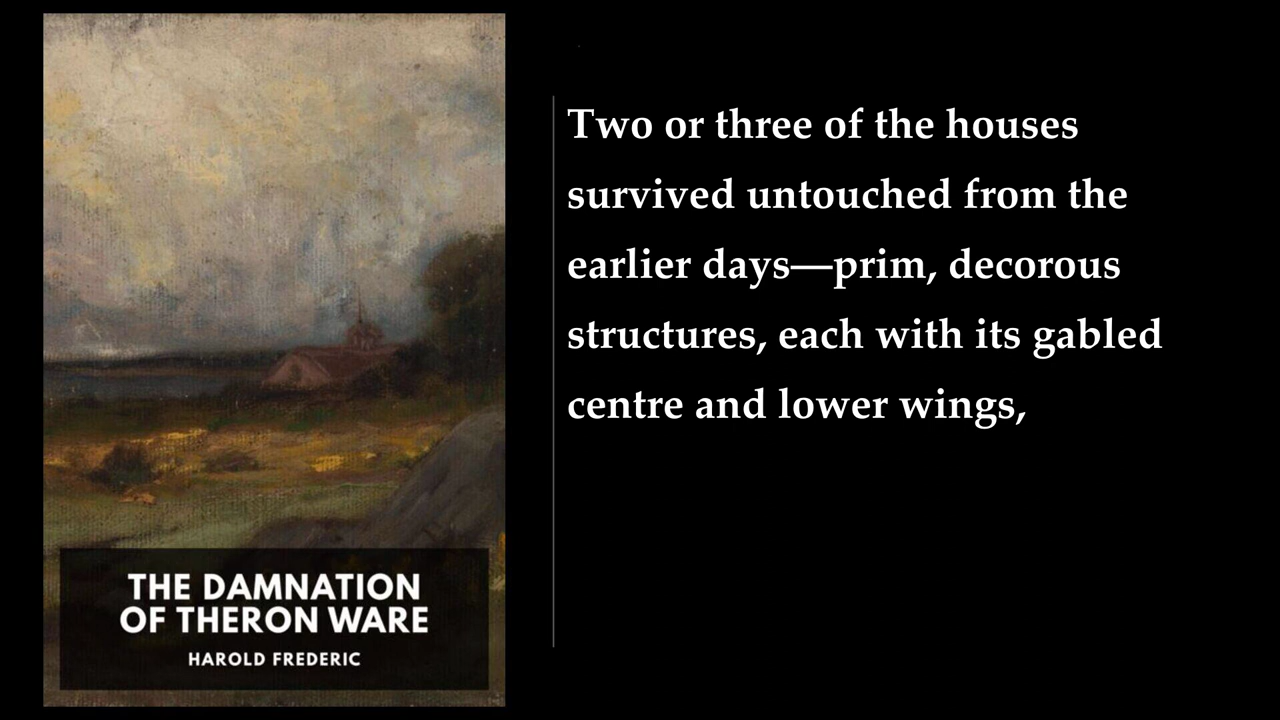 THE DAMNATION
OF THERON WARE
HAROLD FREDERIC
Two or three of the houses
survived untouched from the
earlier days—prim, decorous
structures, each with its gabled
centre and lower wings,